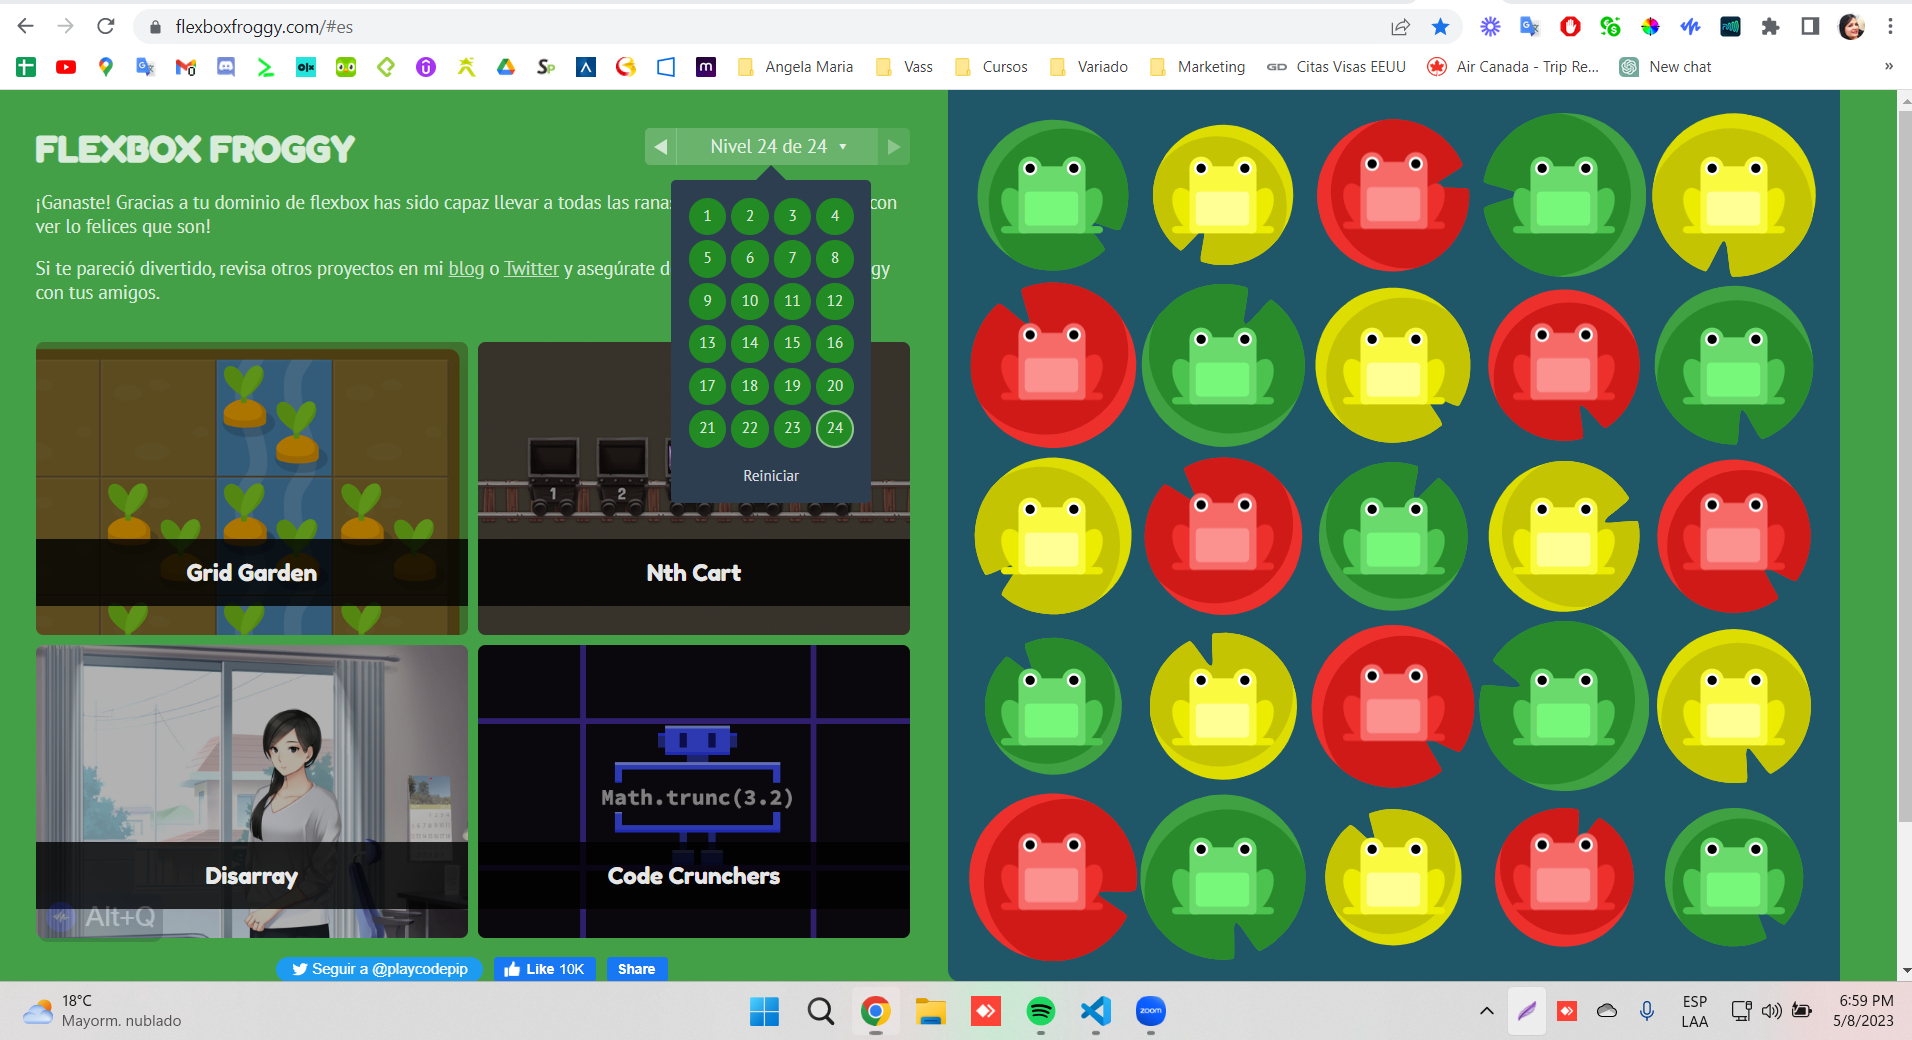 flexboxfroggy.com/#es
Angela Maria
Vass
Cursos
Variado
Marketing
GD Citas Visas EEUU
Air Canada - Trip Re...
New chat
»
FLEXBOX FROGGY
Nivel 24 de 24
¡Ganaste! Gracias a tu dominio de flexbox has sido capaz llevar a todas las rana con
ver lo felices que son!
Si te pareció divertido, revisa otros proyectos en mi blog o Twitter y asegúrate d gy
con tus amigos.
1 2 3 4
5 6 7 8
9 10 11 12
13 14 15 16
17 18 19 20
21 22 23 24
Reiniciar
1 2
Grid Garden
Nth Cart
Math.trunc(3.2)
Disarray
Code Crunchers
Alt+Q
Seguir a @playcodepip
Like 10K
Share
18°C
Mayorm. nublado
zoom
ESP
LAA
6:59 PM
5/8/2023